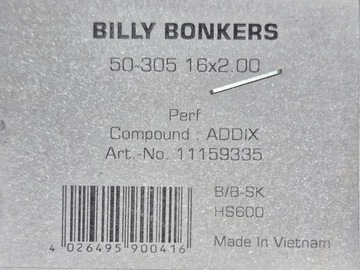 BILLY BONKERS
50-305 16x2.00
Perf
Compound : ADDIX
Art.-No. 11159335
B/B-SK
HS600
4 026495 900416
Made In Vietnam